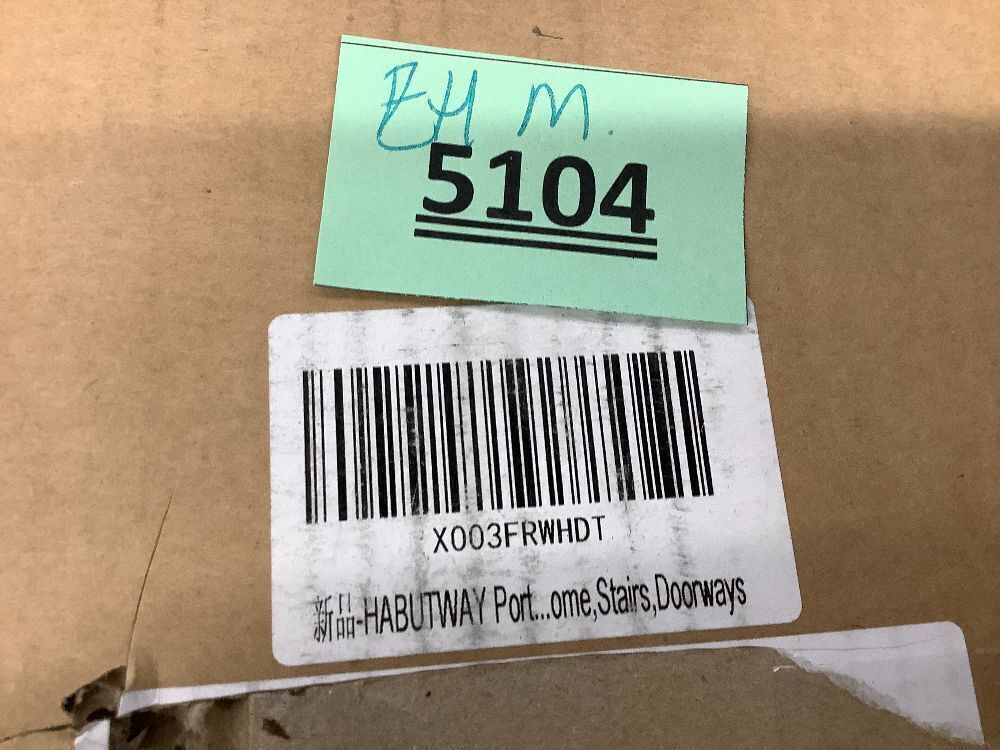 EH M.
5104
X003FRWHDT
新品-HABUTWAY Port...ome,Stairs,Doorways